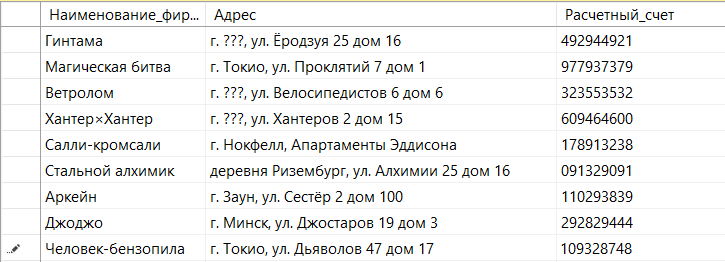 Наименование_фир... Адрес Расчетный_счет
Гинтама г. ???, ул. Ёродзуя 25 дом 16 492944921
Магическая битва г. Токио, ул. Проклятий 7 дом 1 977937379
Ветролом г. ???, ул. Велосипедистов 6 дом 6 323553532
Хантер×Хантер г. ???, ул. Хантеров 2 дом 15 609464600
Салли-кромсали г. Нокфелл, Апартаменты Эддисона 178913238
Стальной алхимик деревня Ризембург, ул. Алхимии 25 дом 16 091329091
Аркейн г. Заун, ул. Сестёр 2 дом 100 110293839
Джоджо г. Минск, ул. Джостаров 19 дом 3 292829444
Человек-бензопила г. Токио, ул. Дьяволов 47 дом 17 109328748